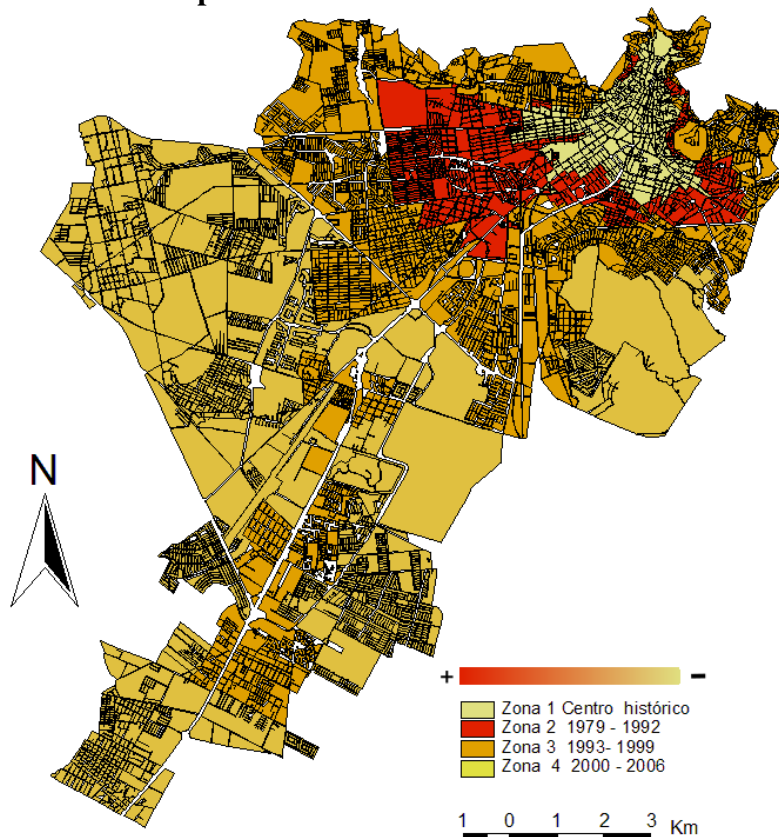 N
+ -
Zona 1 Centro histórico
Zona 2 1979 - 1992
Zona 3 1993- 1999
Zona 4 2000 - 2006
1 0 1 2 3 Km